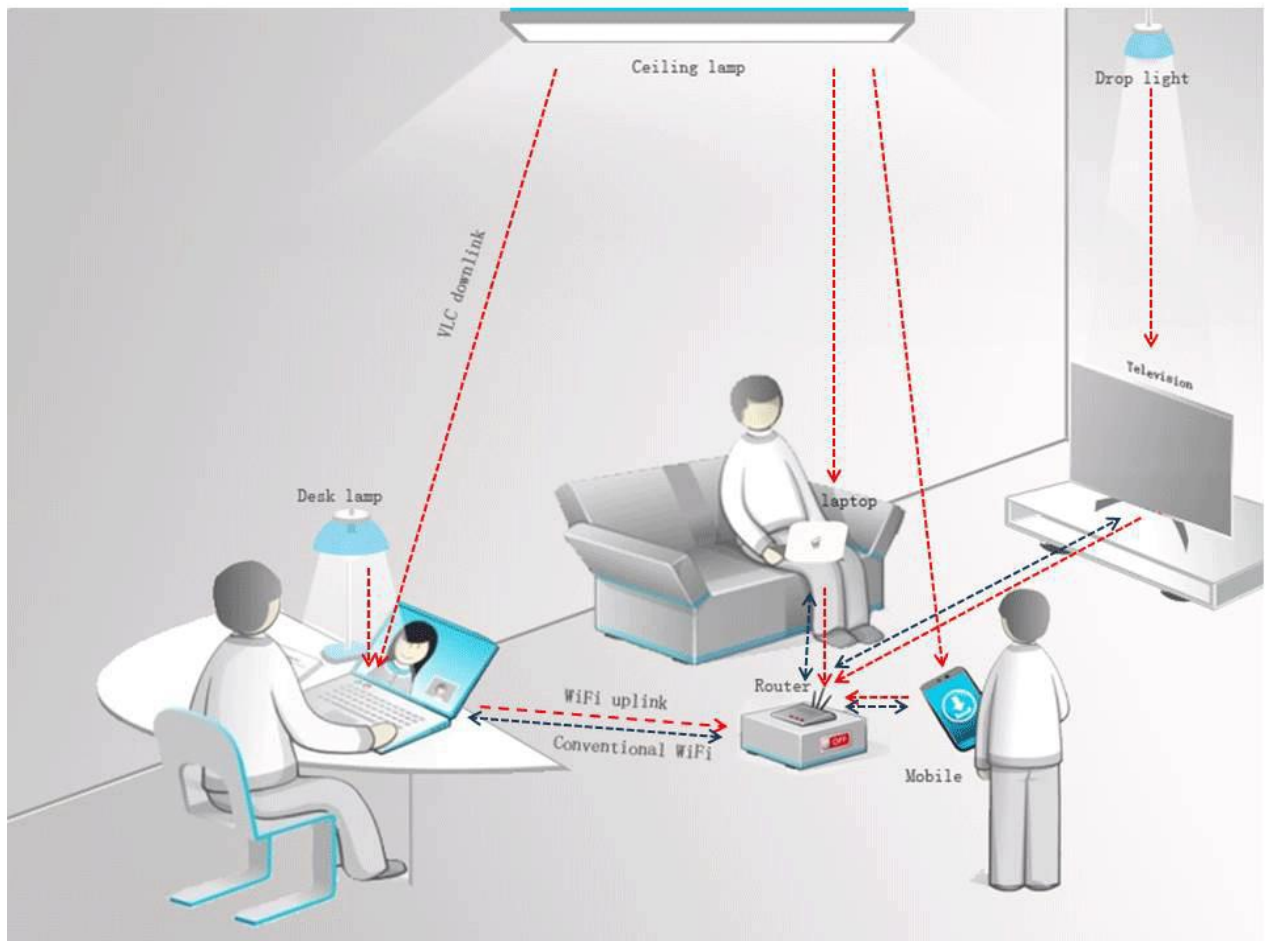 Ceiling lamp
Drop light
VLC downlink
Television
Desk lamp
laptop
Router
WiFi uplink
Conventional WiFi
OFF
Mobile